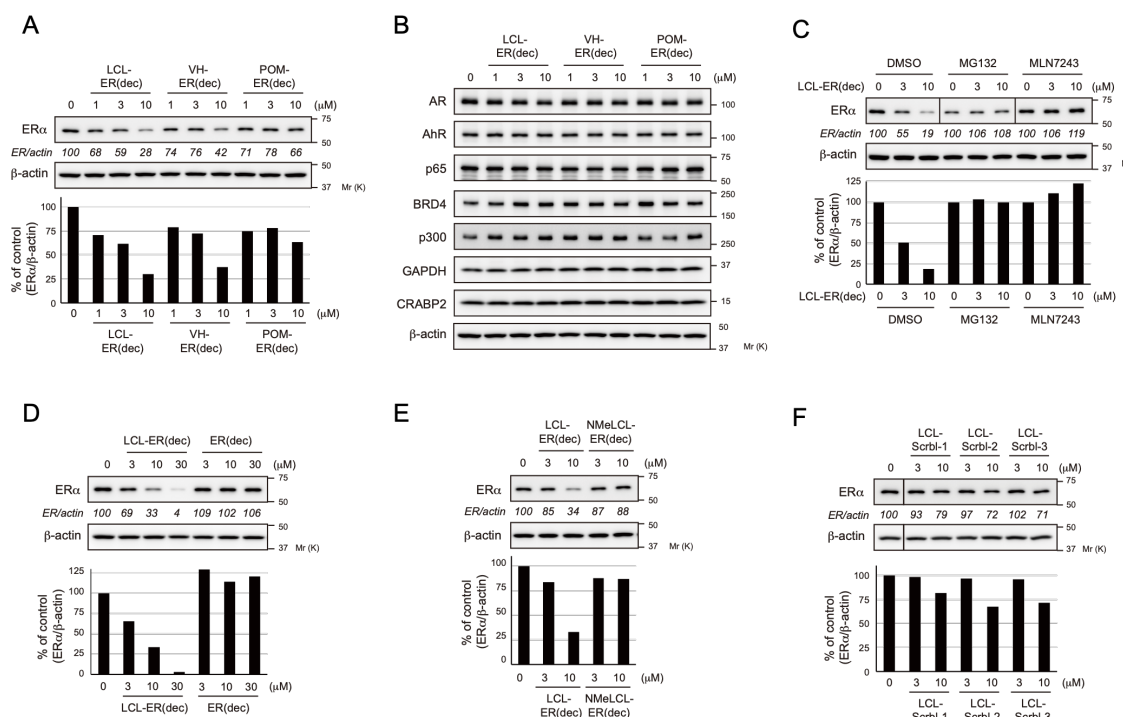 A
LCL-
ER(dec)
VH-
ER(dec)
POM-
ER(dec)
0 1 3 10 1 3 10 1 3 10 (μM)
ERα
75
50
ER/actin 100 68 59 28 74 76 42 71 78 66
β-actin
50
37 Mr (K)
% of control
(ERα/β-actin)
100
75
50
25
0
0 1 3 10 1 3 10 1 3 10 (μM)
LCL-
ER(dec)
VH-
ER(dec)
POM-
ER(dec)
B
LCL-
ER(dec)
VH-
ER(dec)
POM-
ER(dec)
0 1 3 10 1 3 10 1 3 10 (μM)
AR
100
AhR
100
p65
75
50
BRD4
250
150
p300
250
GAPDH
37
CRABP2
15
β-actin
50
37 Mr (K)
C
DMSO MG132 MLN7243
LCL-ER(dec) 0 3 10 0 3 10 0 3 10 (μM)
ERα
75
50
ER/actin 100 55 19 100 106 108 100 106 119
β-actin
50
37
% of control
(ERα/β-actin)
125
100
75
50
25
0
LCL-ER(dec) 0 3 10 0 3 10 0 3 10 (μM)
DMSO MG132 MLN7243
D
LCL-ER(dec) ER(dec)
0 3 10 30 3 10 30 (μM)
ERα
75
50
ER/actin 100 69 33 4 109 102 106
β-actin
50
37 Mr (K)
% of control
(ERα/β-actin)
125
100
75
50
25
0
0 3 10 30 3 10 30 (μM)
LCL-ER(dec) ER(dec)
E
LCL-
ER(dec)
NMeLCL-
ER(dec)
0 3 10 3 10 (μM)
ERα
75
50
ER/actin 100 85 34 87 88
β-actin
50
37 Mr (K)
% of control
(ERα/β-actin)
100
75
50
25
0
0 3 10 3 10 (μM)
LCL-
ER(dec)
NMeLCL-
ER(dec)
F
LCL-
Scrbl-1
LCL-
Scrbl-2
LCL-
Scrbl-3
0 3 10 3 10 3 10 (μM)
ERα
75
50
ER/actin 100 93 79 97 72 102 71
β-actin
50
37 Mr (K)
% of control
(ERα/β-actin)
100
75
50
25
0
0 3 10 3 10 3 10 (μM)
LCL-
Scrbl-1
LCL-
Scrbl-2
LCL-
Scrbl-3